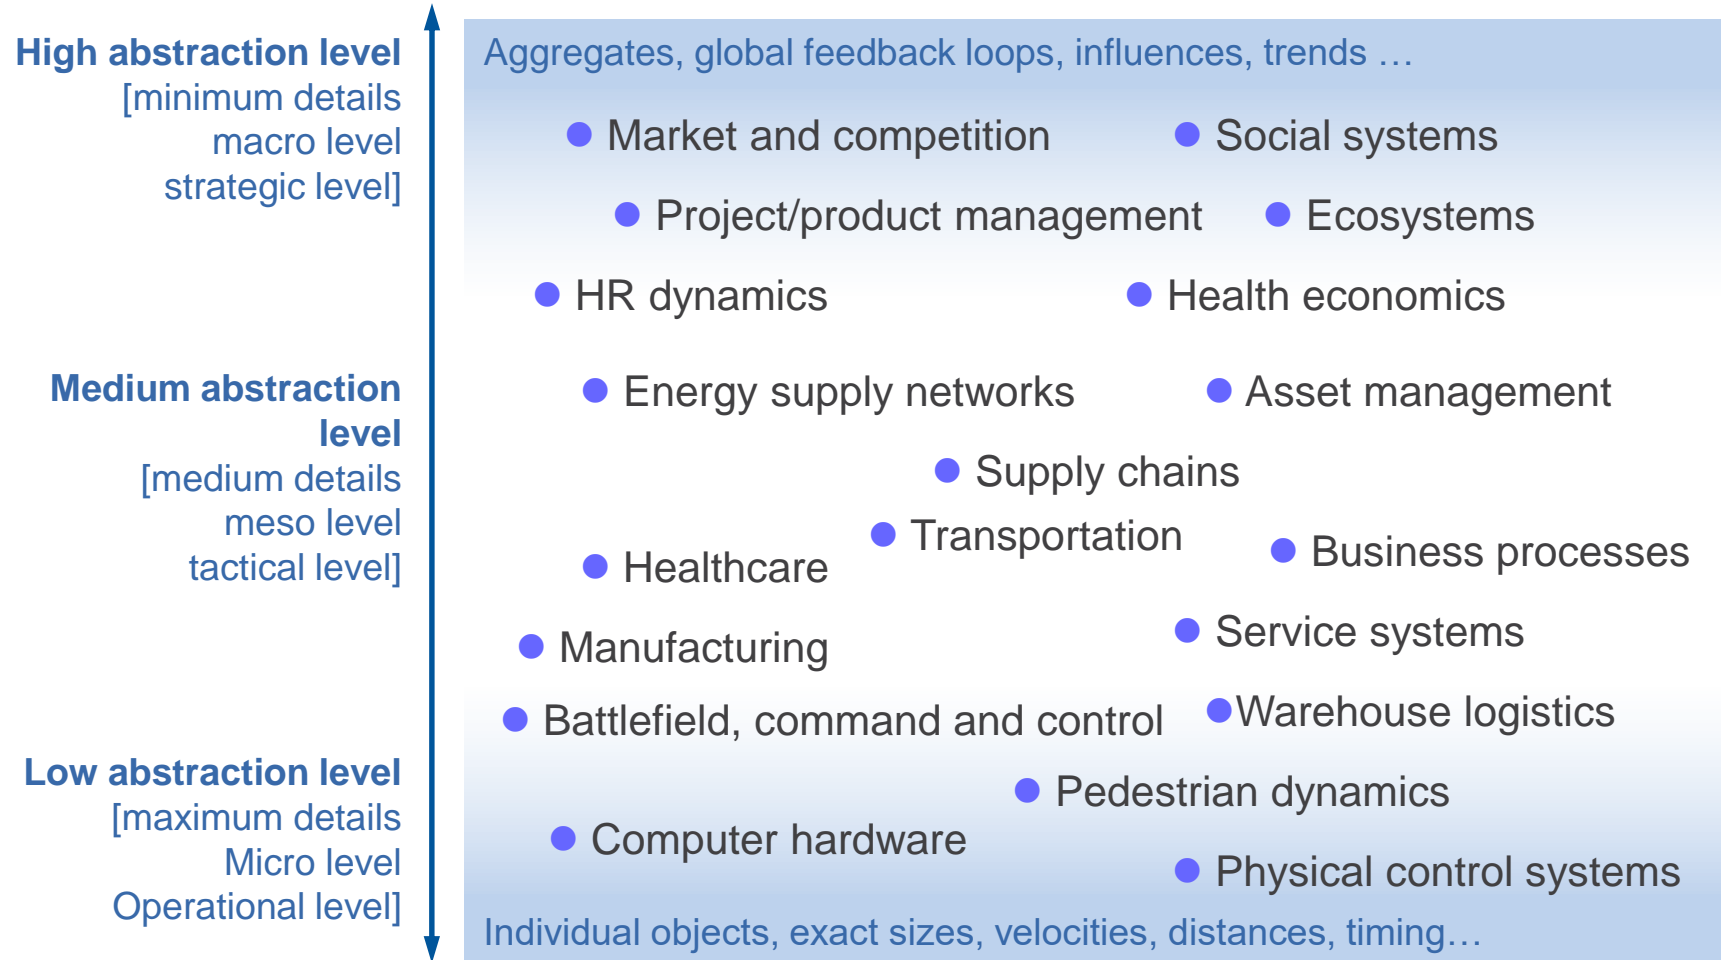 High abstraction level
[minimum details
macro level
strategic level]
Medium abstraction
level
[medium details
meso level
tactical level]
Low abstraction level
[maximum details
Micro level
Operational level]
Aggregates, global feedback loops, influences, trends …
Market and competition
Social systems
Project/product management
Ecosystems
HR dynamics
Health economics
Energy supply networks
Asset management
Supply chains
Transportation
Business processes
Healthcare
Service systems
Manufacturing
Warehouse logistics
Battlefield, command and control
Pedestrian dynamics
Computer hardware
Physical control systems
Individual objects, exact sizes, velocities, distances, timing…